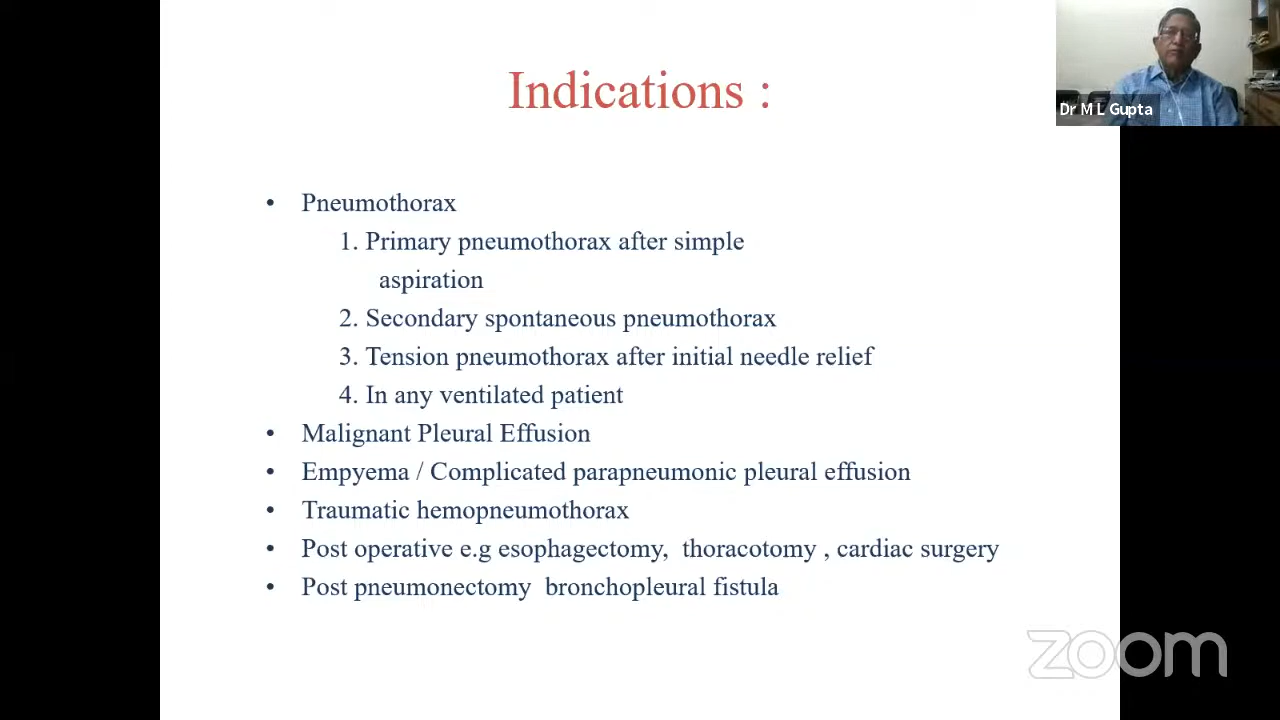 Indications :
Dr M L Gupta
• Pneumothorax
1. Primary pneumothorax after simple
aspiration
2. Secondary spontaneous pneumothorax
3. Tension pneumothorax after initial needle relief
4. In any ventilated patient
• Malignant Pleural Effusion
• Empyema / Complicated parapneumonic pleural effusion
• Traumatic hemopneumothorax
• Post operative e.g esophagectomy, thoracotomy , cardiac surgery
• Post pneumonectomy bronchopleural fistula
zoom